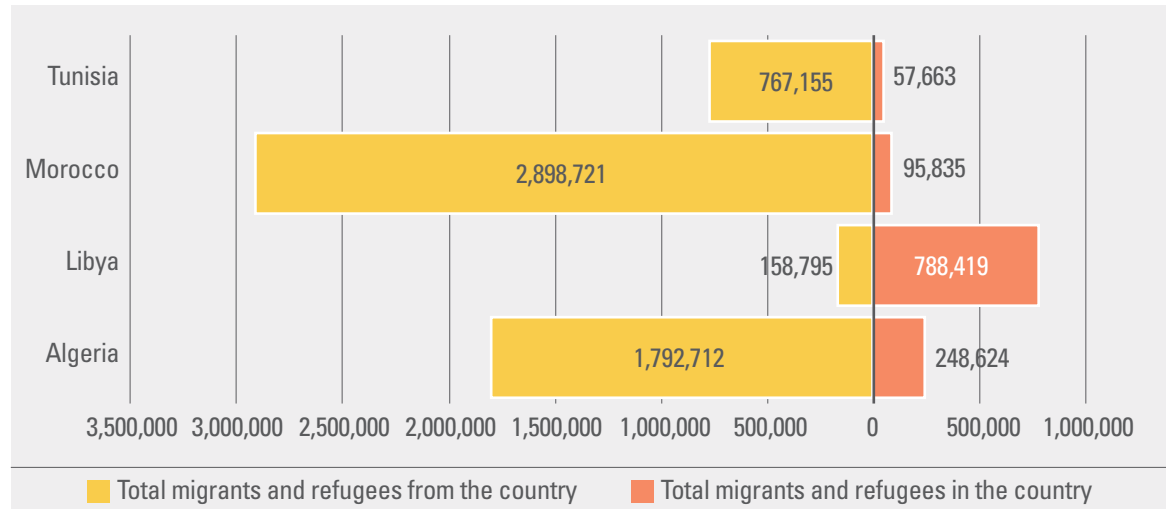 Tunisia 767,155 57,663
Morocco 2,898,721 95,835
Libya 158,795 788,419
Algeria 1,792,712 248,624
3,500,000 3,000,000 2,500,000 2,000,000 1,500,000 1,000,000 500,000 0 500,000 1,000,000
Total migrants and refugees from the country Total migrants and refugees in the country